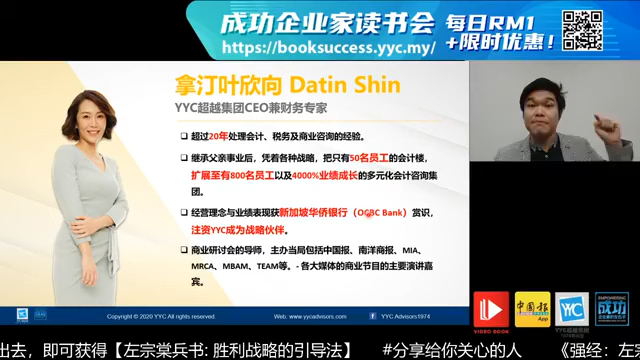 成功企业家读书会
每日RM1
https://booksuccess.yyc.my/
+限时优惠!
拿汀叶欣向 Datin Shin
YYC超越集团CEO兼财务专家
超过20年处理会计、税务及商业咨询的经验。
继承父亲事业后,凭着各种战略,把只有50名员工的会计楼,
扩展至有800名员工以及4000%业绩成长的多元化会计咨询集
团。
经营理念与业绩表现获新加坡华侨银行(OCBC Bank)赏识,
注资YYC成为战略伙伴。
商业研讨会的导师,主办当局包括中国报、南洋商报、MIA、
MRCA、MBAM、TEAM等。- 各大媒体的商业节目的主要演讲嘉
宾。
Copyright © 2020 YYC All rights reserved.
Web: www.yycadvisors.com
YYC Advisors1974
VIDEO BOOK
中國報
App
YYC
YYC超越集团
EMPOWERING
成功
出去,即可获得【左宗棠兵书: 胜利战略的引导法】
#分享给你关心的人
//强经: 左宗